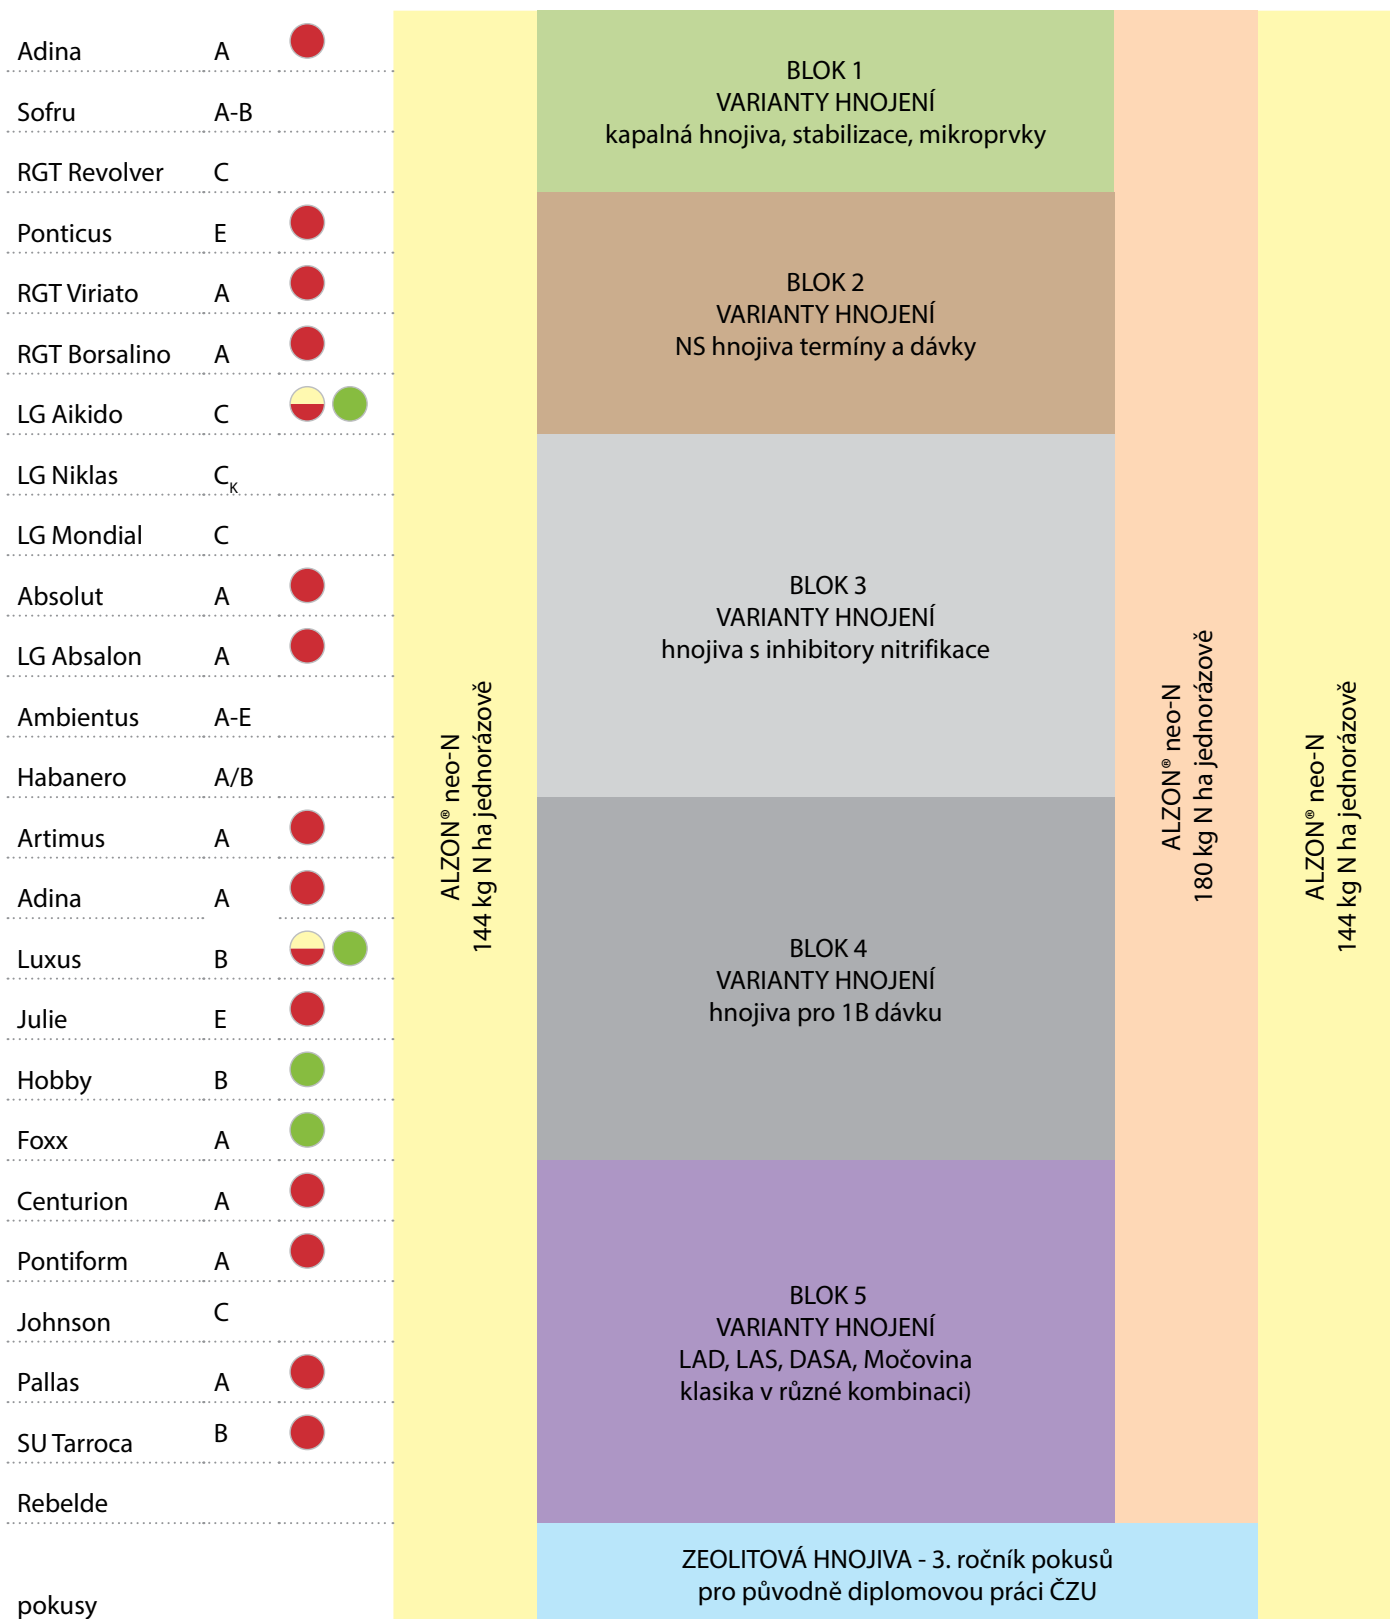 Adina A
Sofru A-B
RGT Revolver C
Ponticus E
RGT Viriato A
RGT Borsalino A
LG Aikido C
LG Niklas CK
LG Mondial C
Absolut A
LG Absalon A
Ambientus A-E
Habanero A/B
Artimus A
Adina A
Luxus B
Julie E
Hobby B
Foxx A
Centurion A
Pontiform A
Johnson C
Pallas A
SU Tarroca B
Rebelde
pokusy
ALZON® neo-N
144 kg N ha jednorázově
BLOK 1
VARIANTY HNOJENÍ
kapalná hnojiva, stabilizace, mikroprvky
BLOK 2
VARIANTY HNOJENÍ
NS hnojiva termíny a dávky
BLOK 3
VARIANTY HNOJENÍ
hnojiva s inhibitory nitrifikace
BLOK 4
VARIANTY HNOJENÍ
hnojiva pro 1B dávku
BLOK 5
VARIANTY HNOJENÍ
LAD, LAS, DASA, Močovina
klasika v různé kombinaci)
ZEOLITOVÁ HNOJIVA - 3. ročník pokusů
pro původně diplomovou práci ČZU
ALZON® neo-N
180 kg N ha jednorázově
ALZON® neo-N
144 kg N ha jednorázově